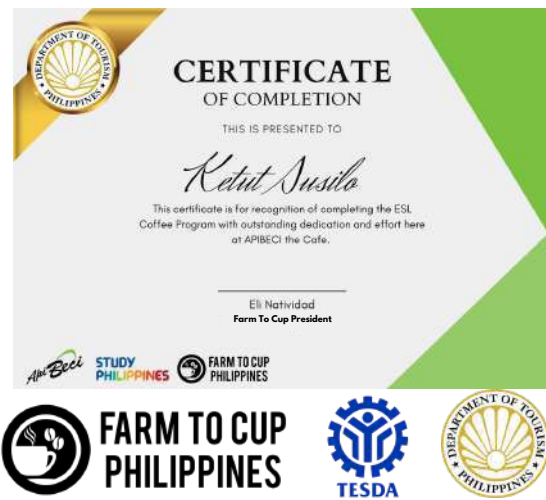 DEPARTMENT OF TOURISM
PHILIPPINES
CERTIFICATE
OF COMPLETION
THIS IS PRESENTED TO
Ketut Susilo
This certificate is for recognition of completing the ESL
Coffee Program with outstanding dedication and effort here
at APIBECI the Cafe.
Eli Natividad
Farm To Cup President
Api Beci
STUDY
PHILIPPINES
FARM TO CUP
PHILIPPINES
FARM TO CUP
PHILIPPINES
TESDA
DEPARTMENT OF TOURISM
PHILIPPINES